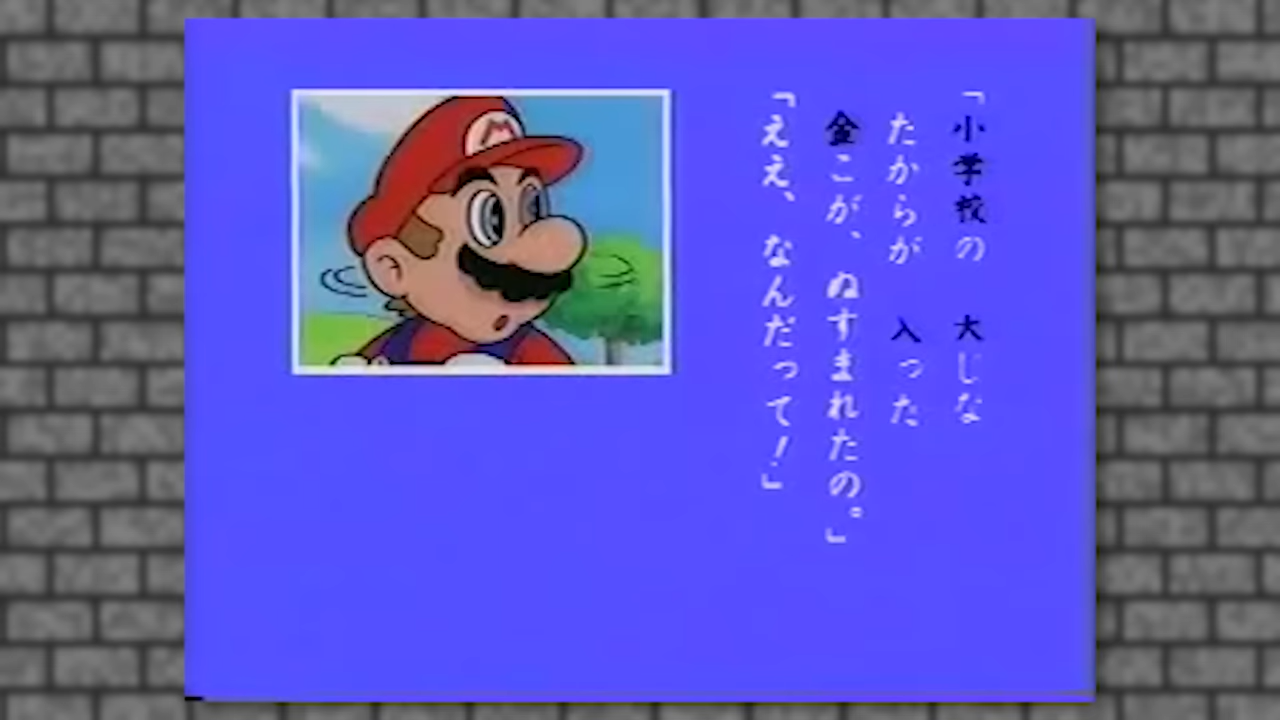 「小学校の　大じな
たからが　入った
金こが、ぬすまれたの。」
「ええ、なんだって！」
M